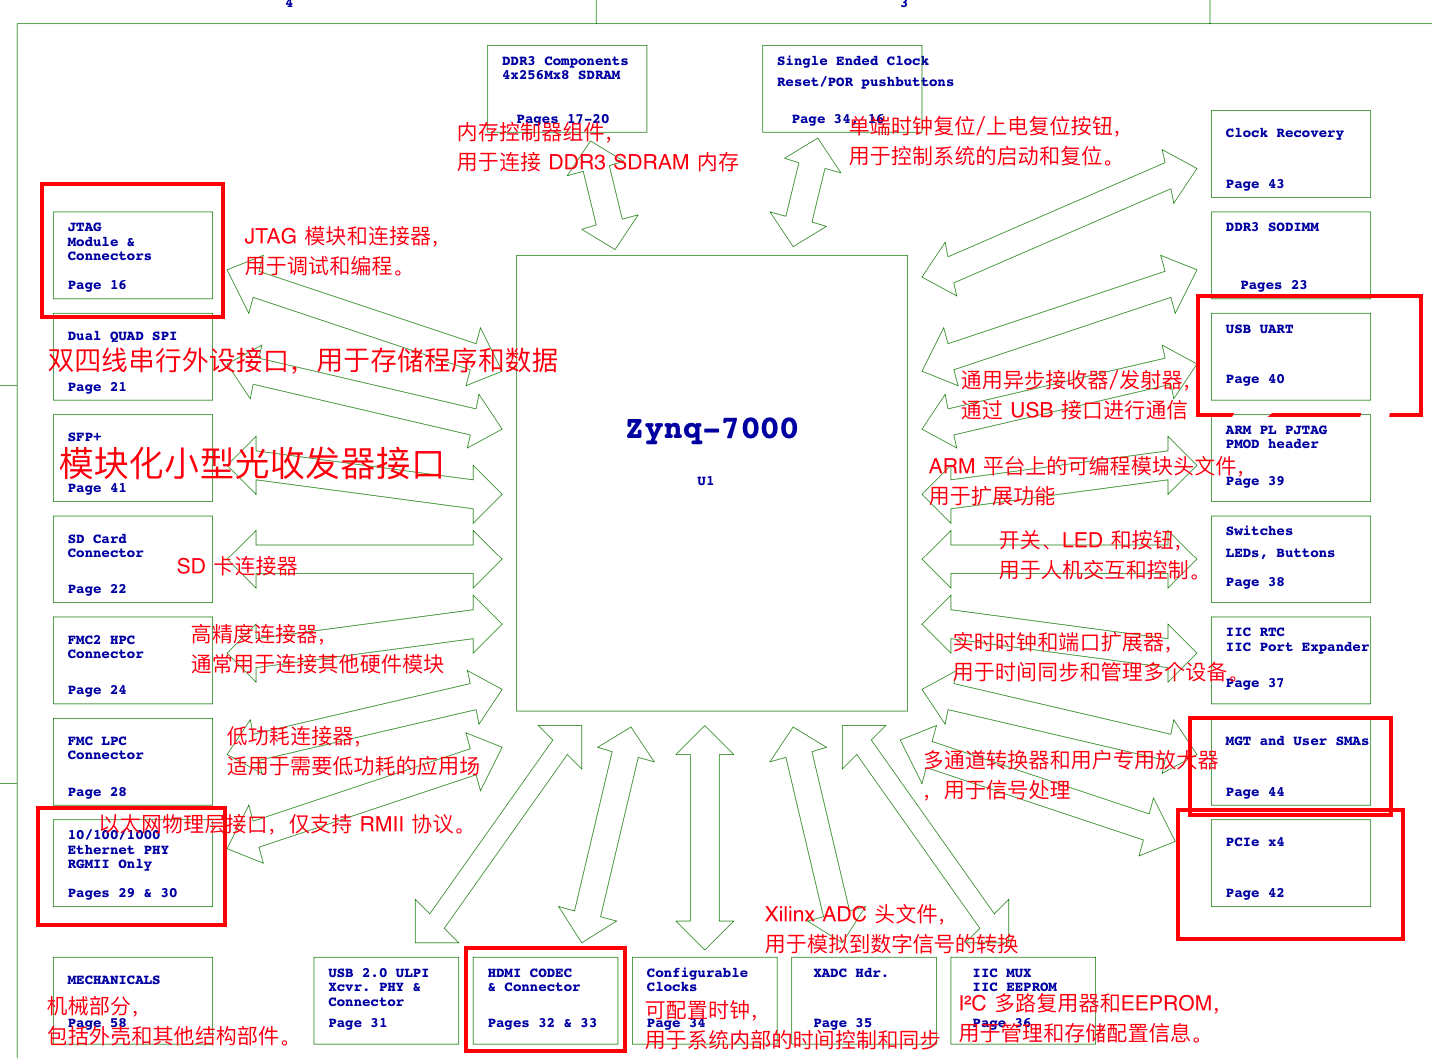 4
3
DDR3 Components
4x256Mx8 SDRAM
Pages 17-20
内存控制器组件，
用于连接 DDR3 SDRAM 内存
Single Ended Clock
Reset/POR pushbuttons
Page 34, 16
单端时钟复位/上电复位按钮，
用于控制系统的启动和复位。
Clock Recovery
Page 43
JTAG
Module &
Connectors
Page 16
JTAG 模块和连接器，
用于调试和编程。
DDR3 SODIMM
Pages 23
Dual QUAD SPI
双四线串行外设接口，用于存储程序和数据
Page 21
USB UART
Page 40
通用异步接收器/发射器，
通过 USB 接口进行通信
Zynq-7000
U1
SFP+
模块化小型光收发器接口
Page 41
ARM PL PJTAG
PMOD header
Page 39
ARM 平台上的可编程模块头文件，
用于扩展功能
SD Card
Connector
Page 22
SD 卡连接器
开关、LED 和按钮，
用于人机交互和控制。
Switches
LEDs, Buttons
Page 38
FMC2 HPC
Connector
Page 24
高精度连接器，
通常用于连接其他硬件模块
实时时钟和端口扩展器，
用于时间同步和管理多个设备。
IIC RTC
IIC Port Expander
Page 37
FMC LPC
Connector
Page 28
低功耗连接器，
适用于需要低功耗的应用场
多通道转换器和用户专用放大器
，用于信号处理
MGT and User SMAs
Page 44
以太网物理层接口，仅支持 RMII 协议。
10/100/1000
Ethernet PHY
RGMII Only
Pages 29 & 30
PCIe x4
Page 42
MECHANICALS
机械部分，
Page 58
包括外壳和其他结构部件。
USB 2.0 ULPI
Xcvr. PHY &
Connector
Page 31
HDMI CODEC
& Connector
Pages 32 & 33
Configurable
Clocks
可配置时钟，
Page 34
用于系统内部的时间控制和同步
Xilinx ADC 头文件，
用于模拟到数字信号的转换
XADC Hdr.
Page 35
IIC MUX
IIC EEPROM
I²C 多路复用器和EEPROM，
Page 36
用于管理和存储配置信息。